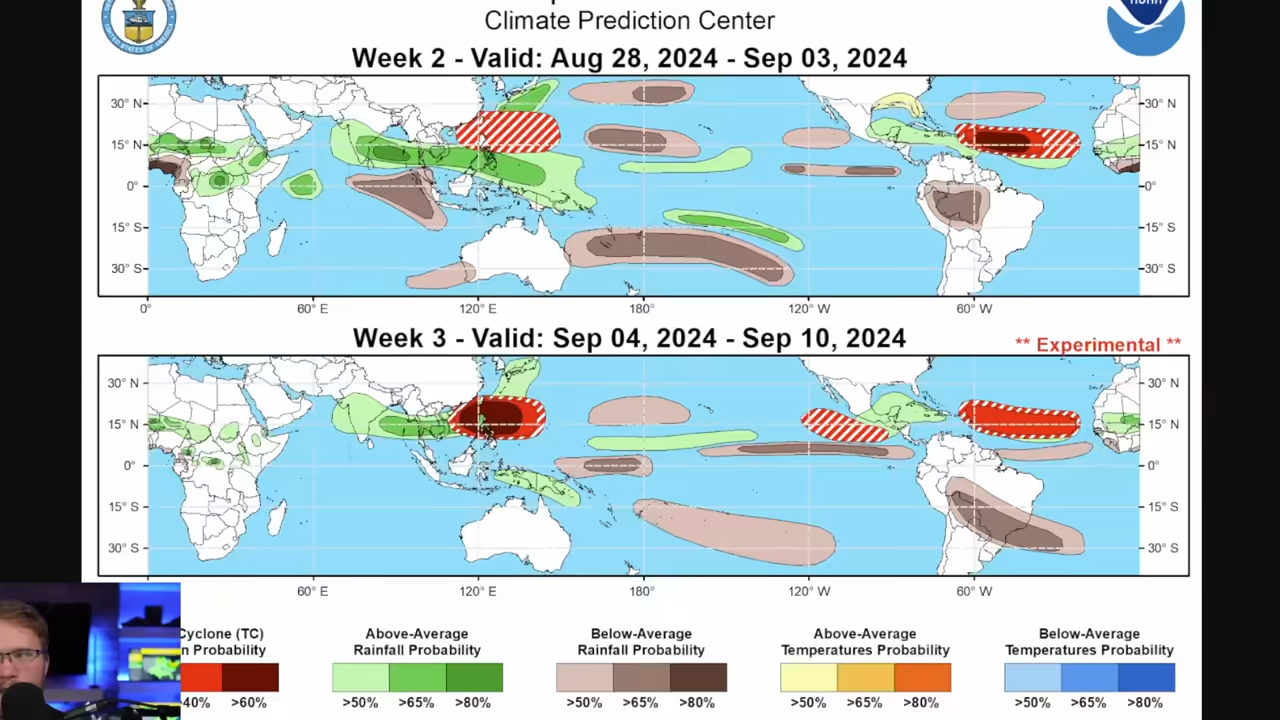 Climate Prediction Center
Week 2 - Valid: Aug 28, 2024 - Sep 03, 2024
30° N 30° N
15° N 15° N
0° 0°
15° S 15° S
30° S 30° S
0° 60° E 120° E 180° 120° W 60° W
Week 3 - Valid: Sep 04, 2024 - Sep 10, 2024
** Experimental **
30° N 30° N
15° N 15° N
0° 0°
15° S 15° S
30° S 30° S
60° E 120° E 180° 120° W 60° W
Cyclone (TC)
n Probability
40% >60%
Above-Average
Rainfall Probability
>50% >65% >80%
Below-Average
Rainfall Probability
>50% >65% >80%
Above-Average
Temperatures Probability
>50% >65% >80%
Below-Average
Temperatures Probability
>50% >65% >80%